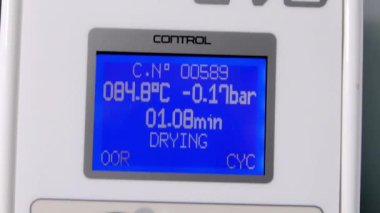 CONTROL
C.Nº 00589
084.8ºC -0.17bar
01.08min
DRYING
OOR CYC